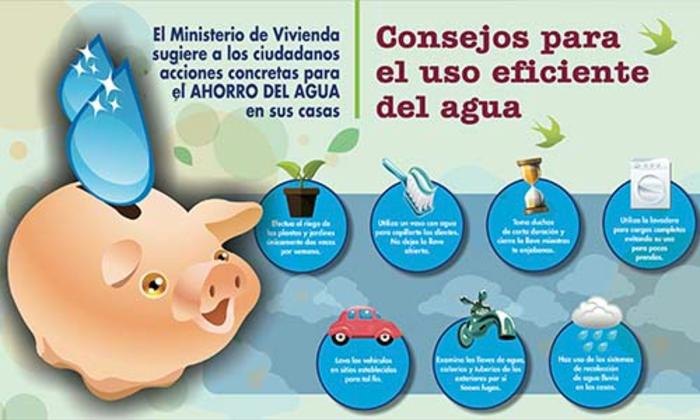 El Ministerio de Vivienda
sugiere a los ciudadanos
acciones concretas para
el AHORRO DEL AGUA
en sus casas
Consejos para
el uso eficiente
del agua
Efectúa el riego de
las plantas y jardines
únicamente dos veces
por semana.
Utiliza un vaso con agua
para cepillarte los dientes.
No dejes la llave
abierta.
Toma duchas
de corta duración y
cierra la llave mientras
te enjabonas.
Utiliza la lavadora
para cargas completas
evitando su uso
para pocas
prendas.
Lava los vehículos
en sitios establecidos
para tal fin.
Examina las llaves de agua,
cisterna y tuberías de los
exteriores por si
tienes fugas.
Haz uso de los sistemas
de recolección
de agua lluvia
en las casas.